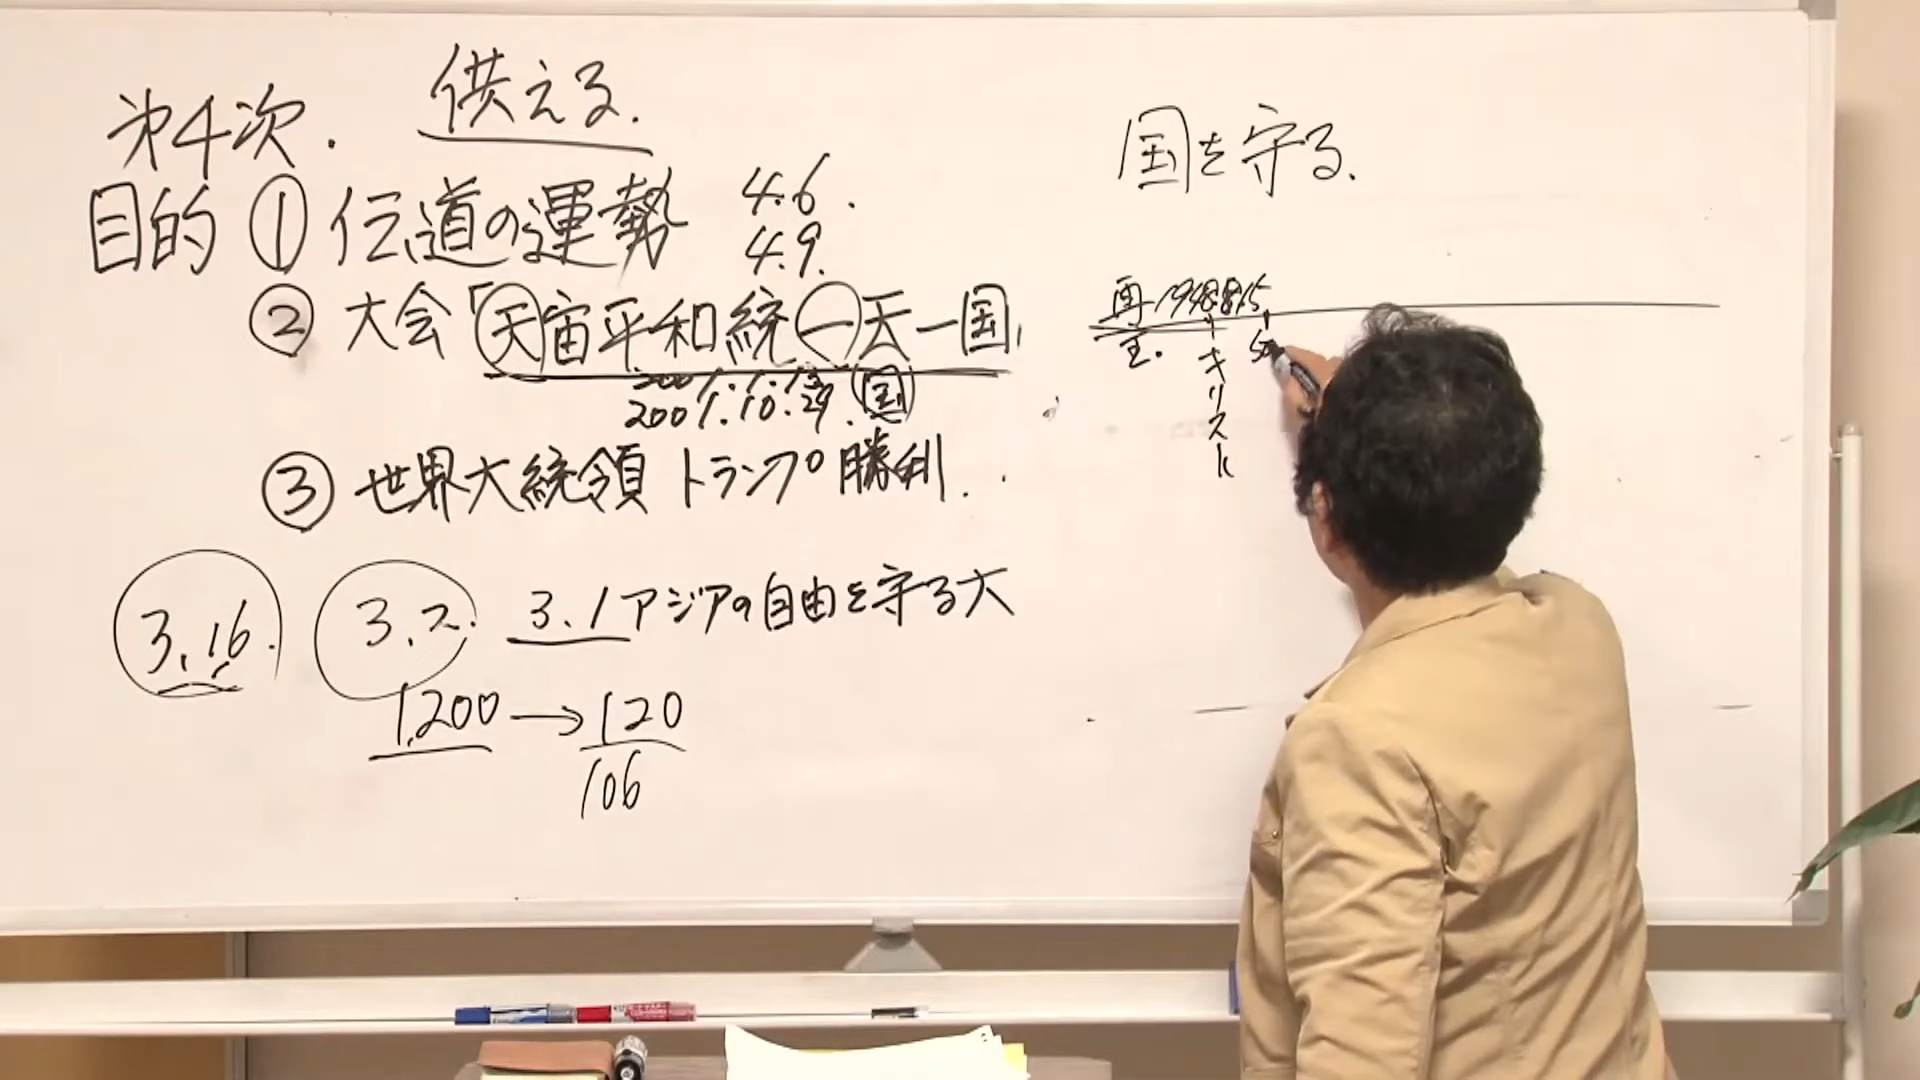 第4次. 供える.
目的 ① 伝道の運勢 4.6.
4.9.
② 大会「天宙平和統一天一国
2001.1.13
2001.10.29. 国
③ 世界大統領 トランプ 勝利..
3.16. 3.2. 3.1 アジアの自由を守る大
1,200 → 120
106
国を守る.
再 1948 8 15
主. キリスト